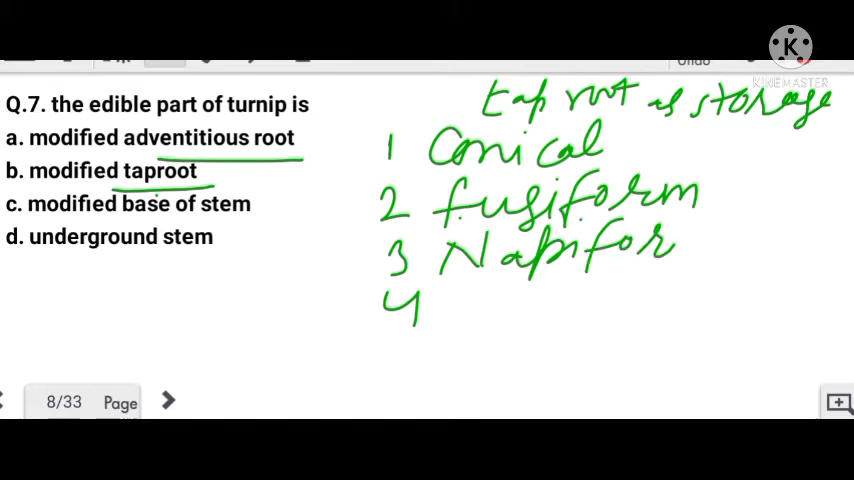 Undo
K
KINEMASTER
Q.7. the edible part of turnip is
a. modified adventitious root
b. modified taproot
c. modified base of stem
d. underground stem
tap root as storage
1 Conical
2 fusiform
3 Napifor
4
8/33 Page